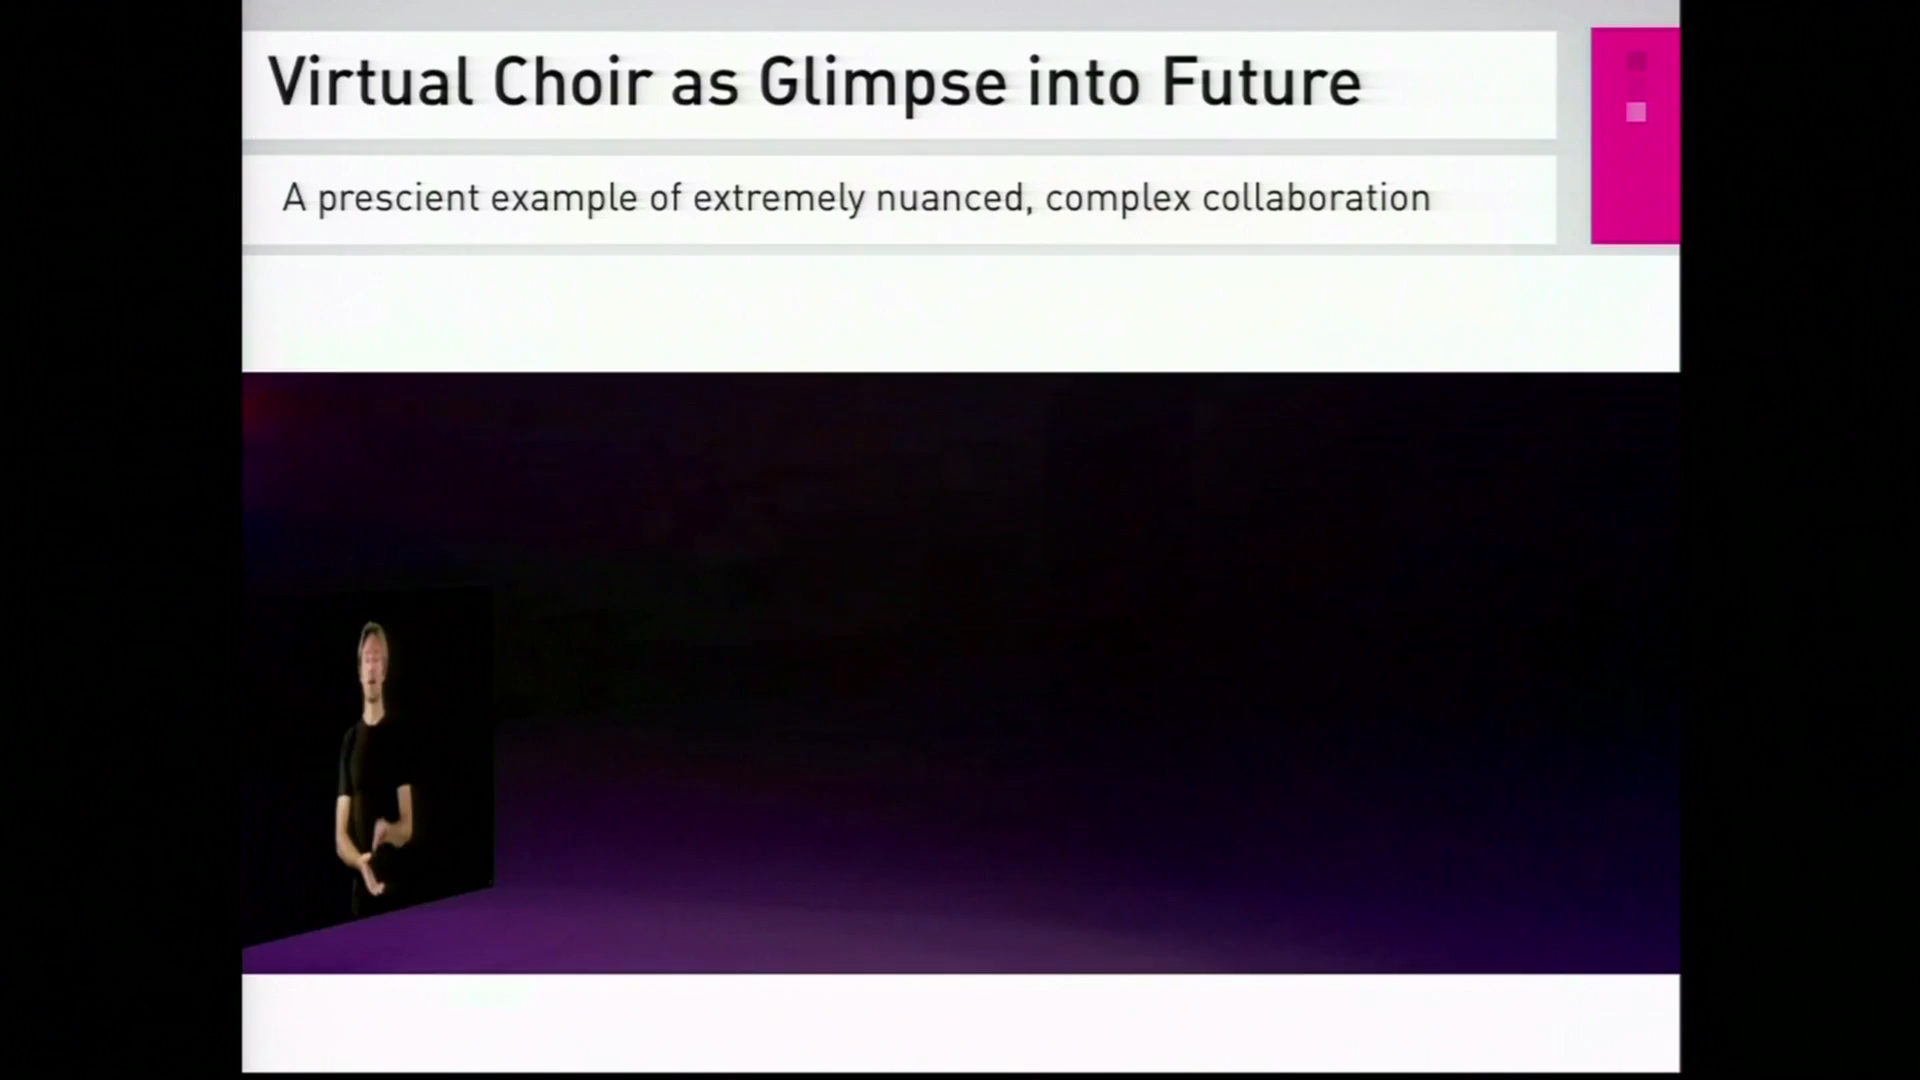 Virtual Choir as Glimpse into Future
A prescient example of extremely nuanced, complex collaboration